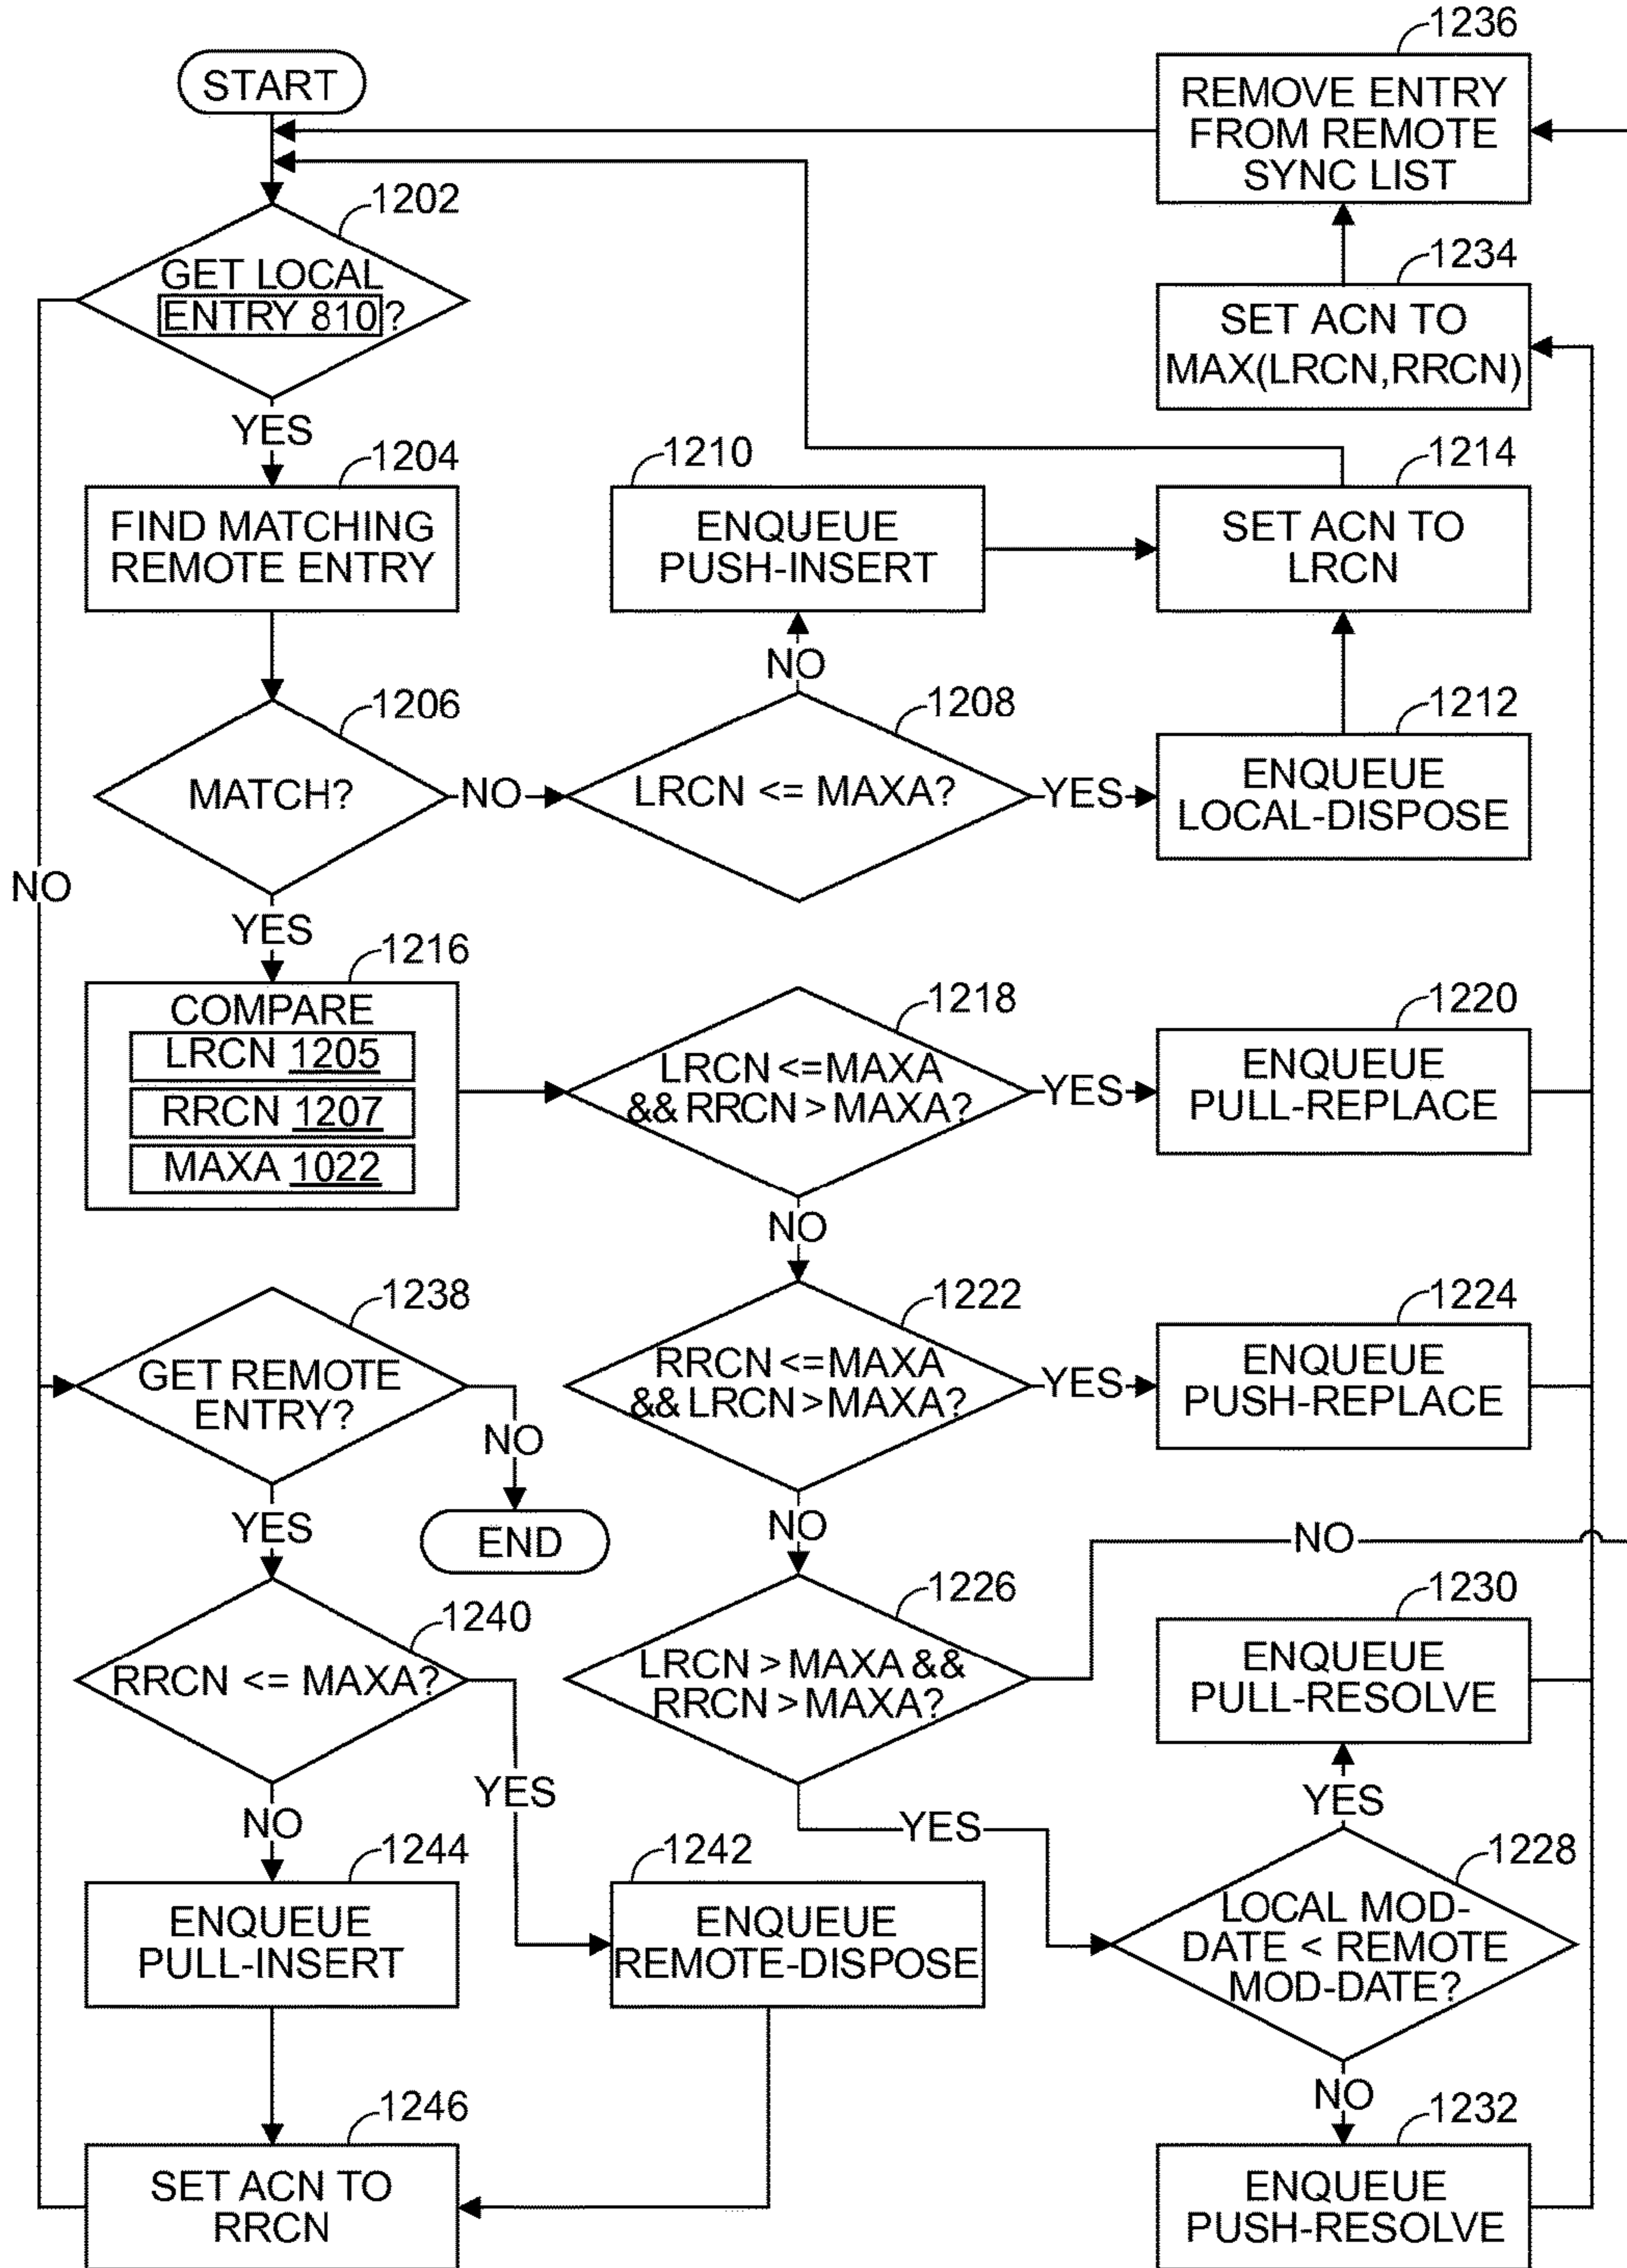 START
1202
GET LOCAL
ENTRY 810?
YES
1204
FIND MATCHING
REMOTE ENTRY
1206
MATCH?
NO
YES
1208
LRCN <= MAXA?
NO
YES
1210
ENQUEUE
PUSH-INSERT
1212
ENQUEUE
LOCAL-DISPOSE
1214
SET ACN TO
LRCN
1236
REMOVE ENTRY
FROM REMOTE
SYNC LIST
1234
SET ACN TO
MAX(LRCN,RRCN)
NO
1216
COMPARE
LRCN 1205
RRCN 1207
MAXA 1022
1218
LRCN <=MAXA
&& RRCN > MAXA?
YES
1220
ENQUEUE
PULL-REPLACE
NO
1222
RRCN <=MAXA
&& LRCN >MAXA?
YES
1224
ENQUEUE
PUSH-REPLACE
NO
1226
LRCN > MAXA &&
RRCN > MAXA?
NO
YES
1228
LOCAL MOD-
DATE < REMOTE
MOD-DATE?
YES
1230
ENQUEUE
PULL-RESOLVE
NO
1232
ENQUEUE
PUSH-RESOLVE
1238
GET REMOTE
ENTRY?
NO
END
YES
1240
RRCN <= MAXA?
YES
NO
1242
ENQUEUE
REMOTE-DISPOSE
1244
ENQUEUE
PULL-INSERT
1246
SET ACN TO
RRCN